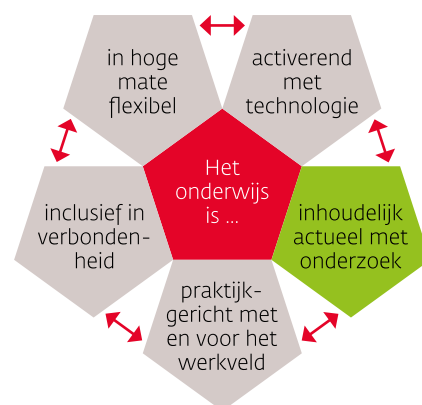 in hoge
mate
flexibel
activerend
met
technologie
Het
onderwijs
is ...
inclusief in
verbonden-
heid
inhoudelijk
actueel met
onderzoek
praktijk-
gericht met
en voor het
werkveld